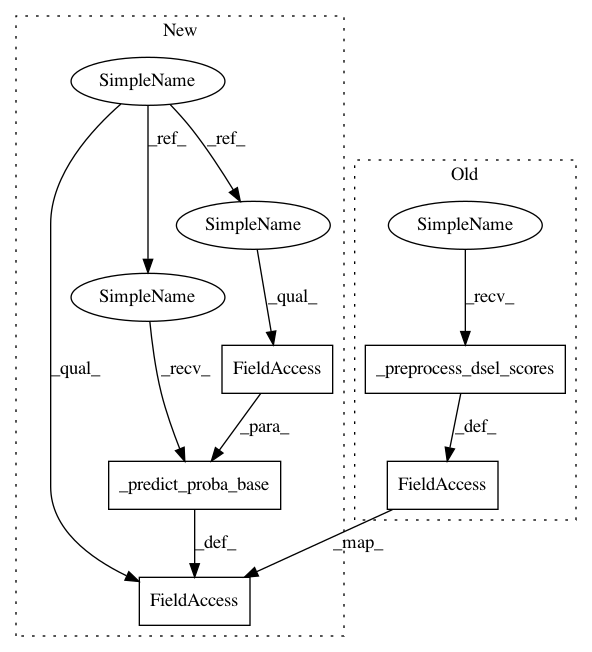 New
SimpleName
Old
_ref_
_ref_
SimpleName
SimpleName
SimpleName
_qual_
_recv_
_qual_
_recv_
FieldAccess
_preprocess_dsel_scores
_para_
_def_
_predict_proba_base
FieldAccess
_def_
_map_
FieldAccess